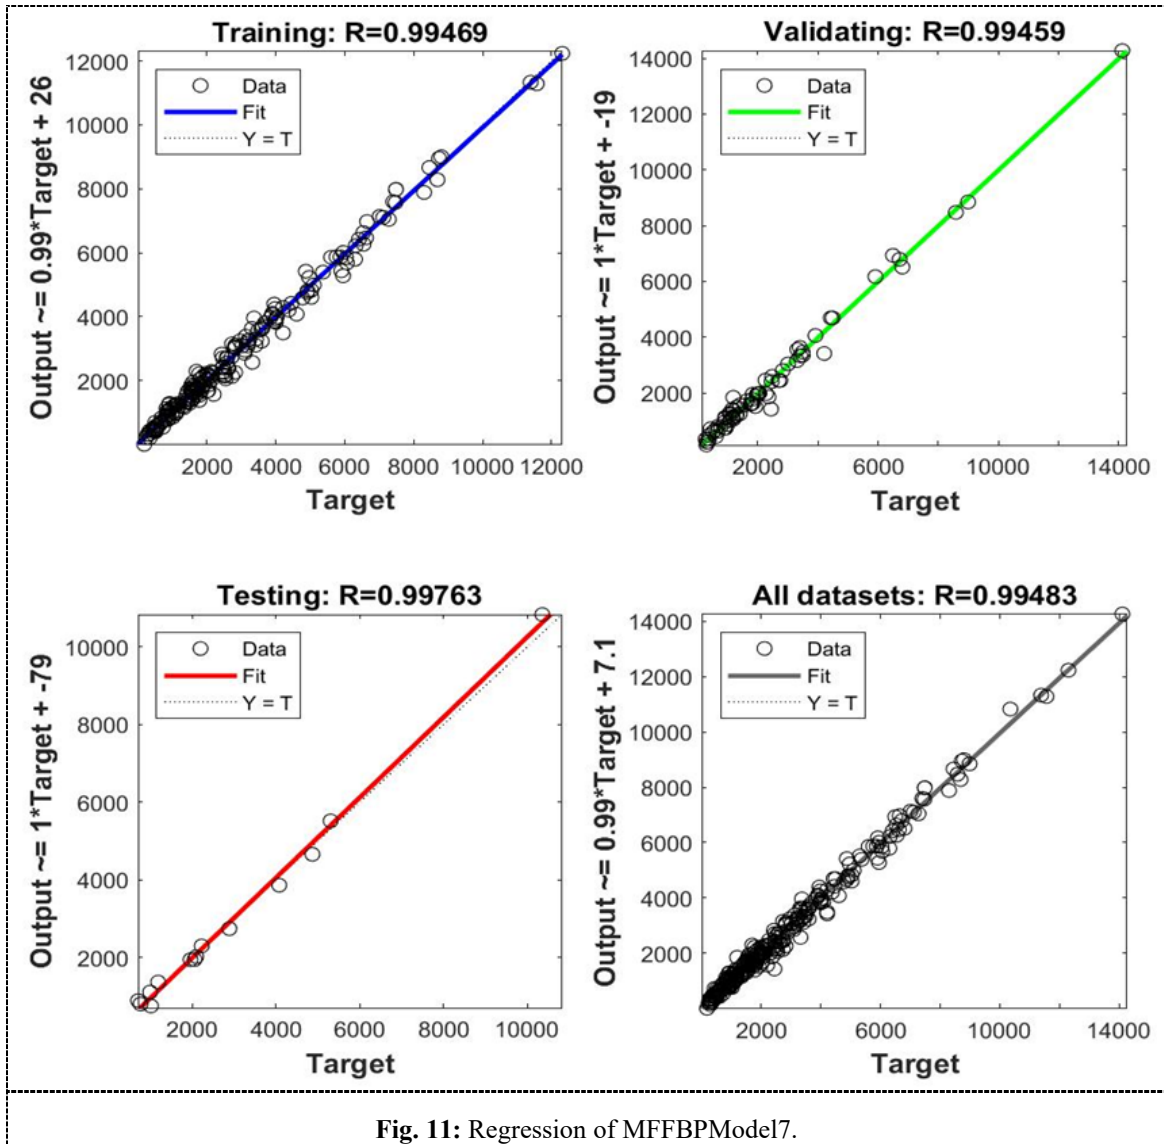 Training: R=0.99469
Output ~= 0.99*Target + 26
12000
10000
8000
6000
4000
2000
Data
Fit
Y = T
2000 4000 6000 8000 10000 12000
Target
Validating: R=0.99459
Output ~= 1*Target + -19
14000
12000
10000
8000
6000
4000
2000
Data
Fit
Y = T
2000 6000 10000 14000
Target
Testing: R=0.99763
Output ~= 1*Target + -79
10000
8000
6000
4000
2000
Data
Fit
Y = T
2000 4000 6000 8000 10000
Target
All datasets: R=0.99483
Output ~= 0.99*Target + 7.1
14000
12000
10000
8000
6000
4000
2000
Data
Fit
Y = T
2000 6000 10000 14000
Target
Fig. 11: Regression of MFFBPModel7.